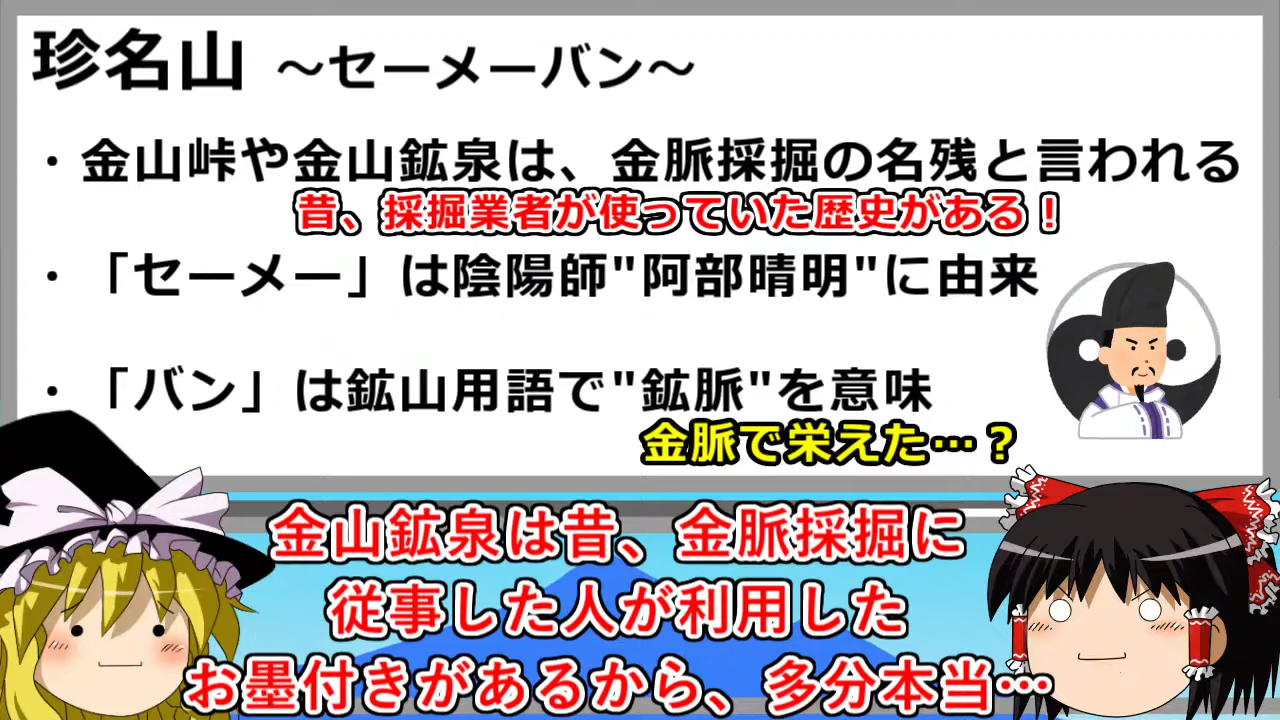 珍名山 ～セーメーバン～
・金山峠や金山鉱泉は、金脈採掘の名残と言われる
昔、採掘業者が使っていた歴史がある！
・「セーメー」は陰陽師"阿部晴明"に由来
・「バン」は鉱山用語で"鉱脈"を意味
金脈で栄えた…？
金山鉱泉は昔、金脈採掘に
従事した人が利用した
お墨付きがあるから、多分本当…